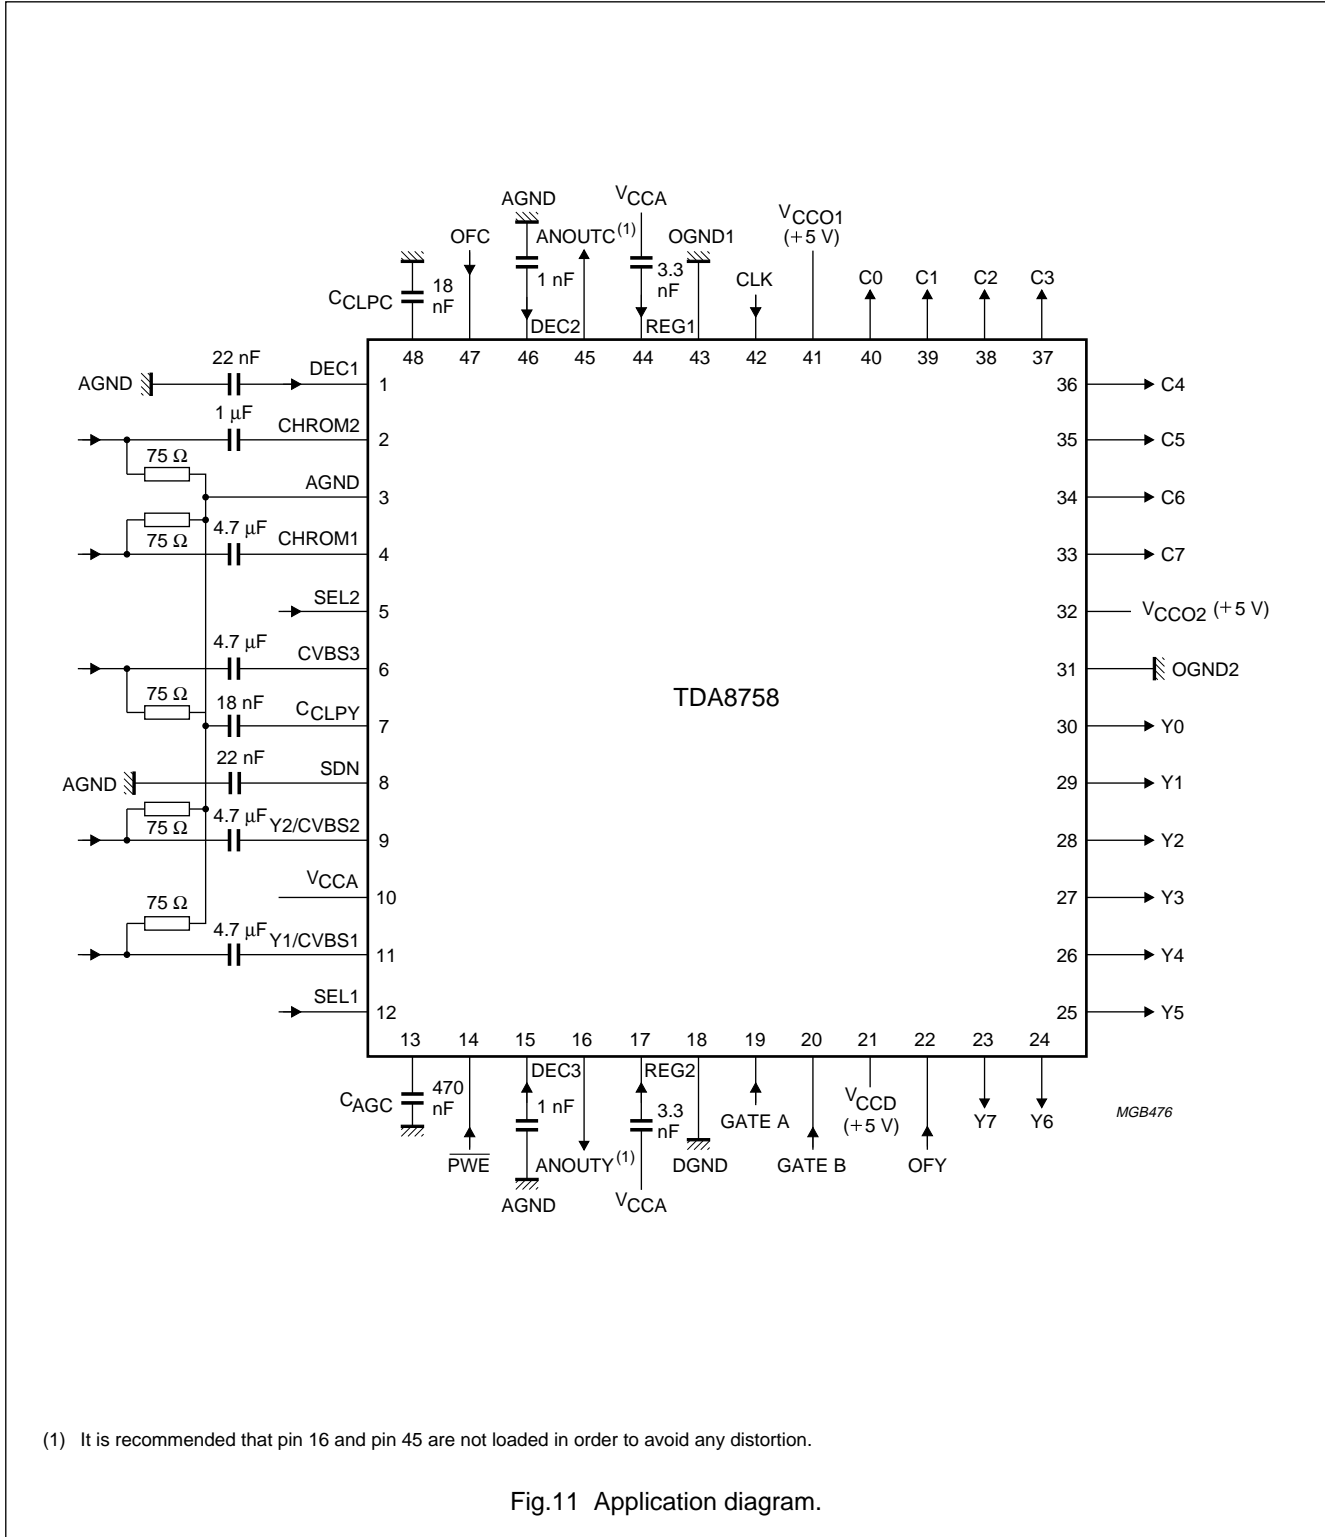 AGND
VCCA
VCCO1
(+5 V)
OFC
ANOUTC (1)
OGND1
CLK
C0
C1
C2
C3
CCLPC
18 nF
1 nF
3.3 nF
DEC2
REG1
48
47
46
45
44
43
42
41
40
39
38
37
AGND
22 nF
DEC1
1
36
C4
1 μF
CHROM2
2
35
C5
75 Ω
AGND
3
34
C6
75 Ω
4.7 μF
CHROM1
4
33
C7
SEL2
5
32
VCCO2 (+5 V)
4.7 μF
CVBS3
6
31
OGND2
75 Ω
18 nF
CCLPY
7
TDA8758
30
Y0
AGND
22 nF
SDN
8
29
Y1
75 Ω
4.7 μF
Y2/CVBS2
9
28
Y2
VCCA
10
27
Y3
75 Ω
4.7 μF
Y1/CVBS1
11
26
Y4
SEL1
12
25
Y5
13
14
15
16
17
18
19
20
21
22
23
24
DEC3
REG2
CAGC
470 nF
1 nF
3.3 nF
PWE
AGND
ANOUTY (1)
VCCA
DGND
GATE A
GATE B
VCCD
(+5 V)
OFY
Y7
Y6
MGB476
(1) It is recommended that pin 16 and pin 45 are not loaded in order to avoid any distortion.
Fig.11 Application diagram.